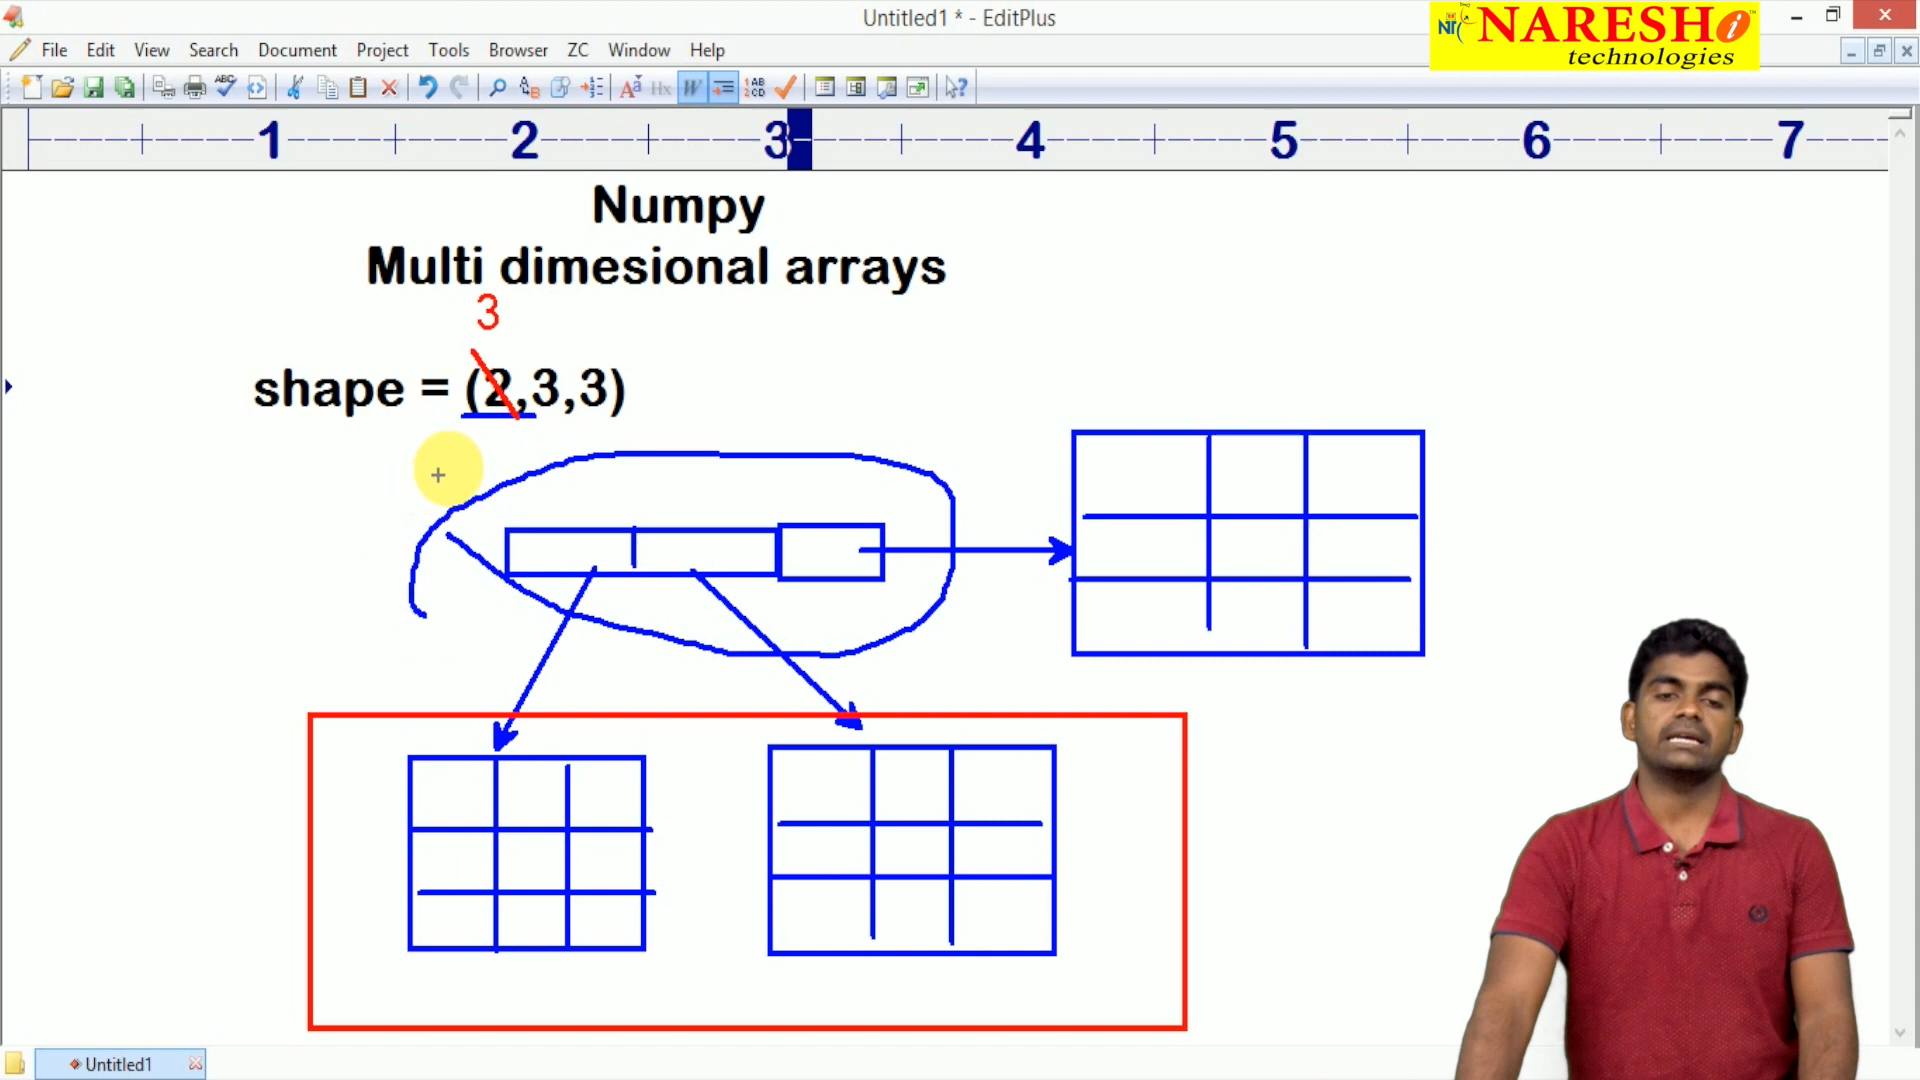 Untitled1 * - EditPlus
NARESH i
technologies
File Edit View Search Document Project Tools Browser ZC Window Help
1 2 3 4 5 6 7
Numpy
Multi dimesional arrays
3
shape = (2,3,3)
Untitled1